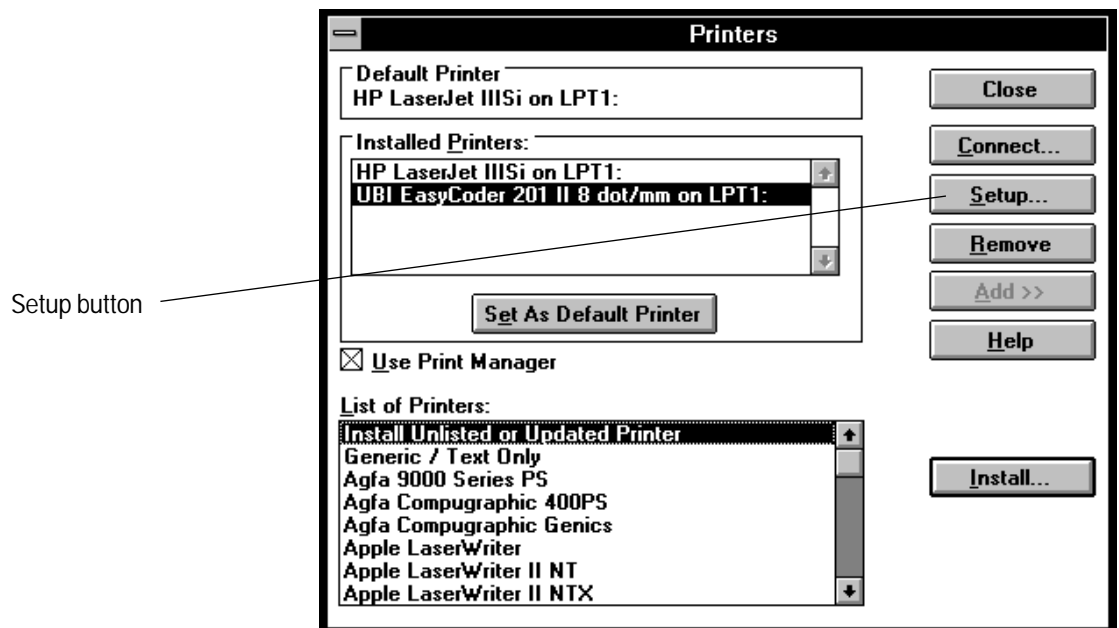 Printers
Default Printer
HP LaserJet IIISi on LPT1:
Close
Installed Printers:
HP LaserJet IIISi on LPT1:
UBI EasyCoder 201 II 8 dot/mm on LPT1:
Connect...
Setup...
Remove
Add >>
Help
Setup button
Set As Default Printer
Use Print Manager
List of Printers:
Install Unlisted or Updated Printer
Generic / Text Only
Agfa 9000 Series PS
Agfa Compugraphic 400PS
Agfa Compugraphic Genics
Apple LaserWriter
Apple LaserWriter II NT
Apple LaserWriter II NTX
Install...